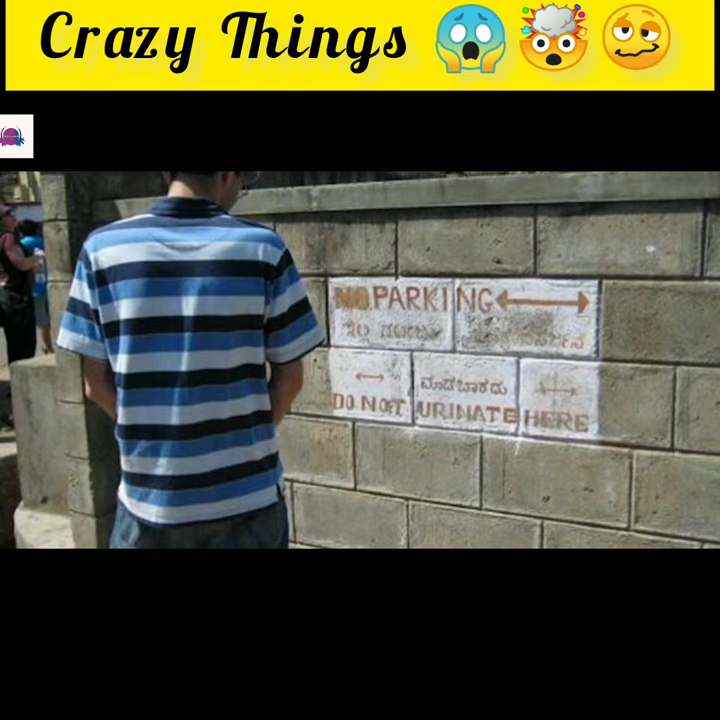 Crazy Things 😱🤯🥴
NO PARKING
ಮಾಡಬಾರದು
DO NOT URINATE HERE